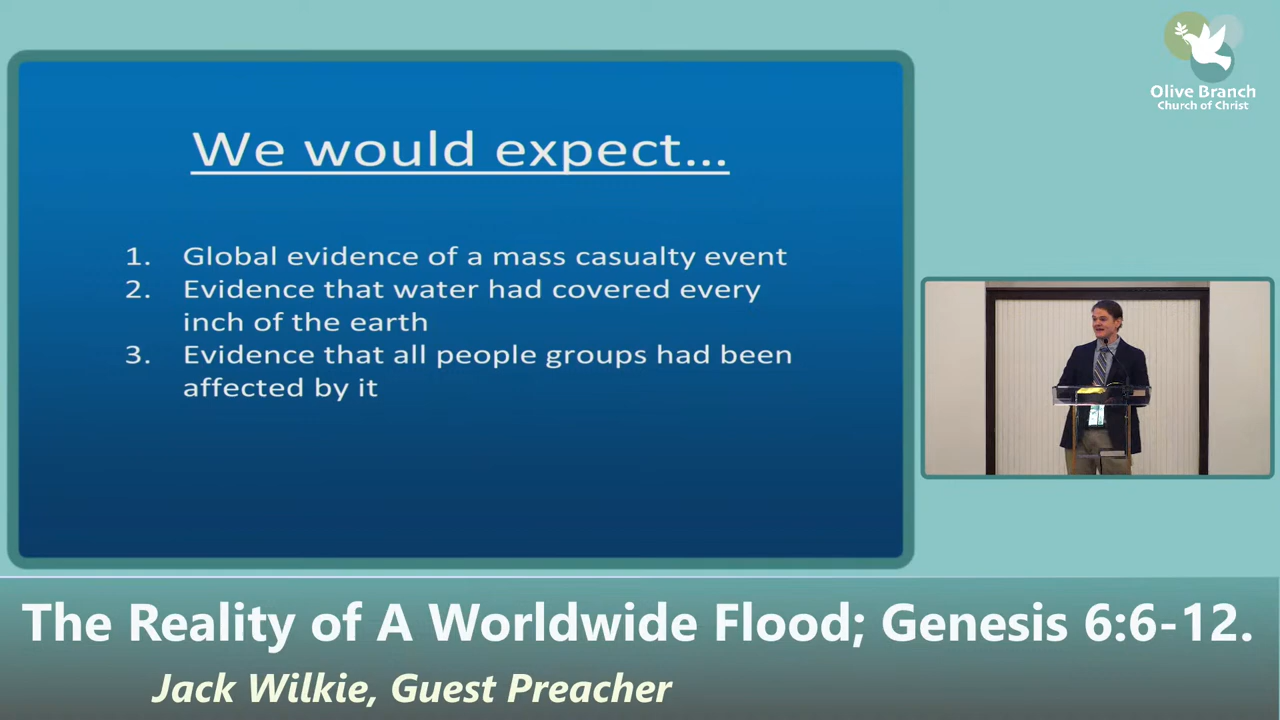 Olive Branch
Church of Christ
We would expect...
1. Global evidence of a mass casualty event
2. Evidence that water had covered every
inch of the earth
3. Evidence that all people groups had been
affected by it
The Reality of A Worldwide Flood; Genesis 6:6-12.
Jack Wilkie, Guest Preacher